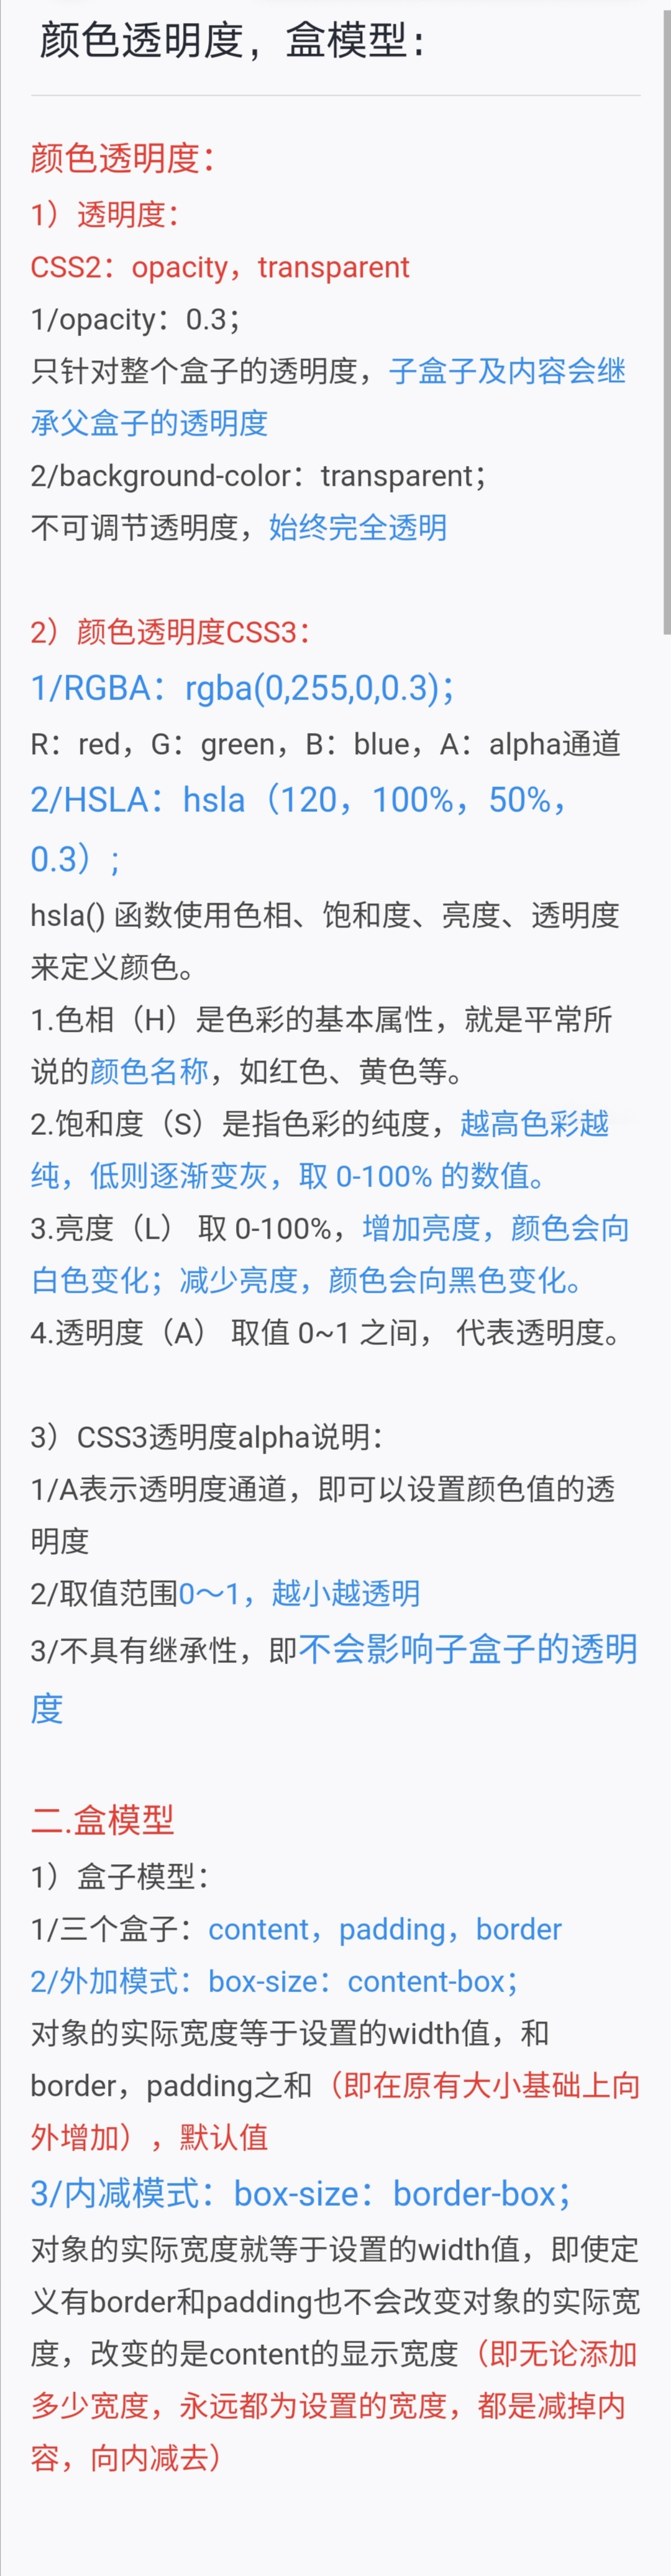 颜色透明度，盒模型：
颜色透明度：
1）透明度：
CSS2：opacity，transparent
1/opacity：0.3；
只针对整个盒子的透明度，子盒子及内容会继
承父盒子的透明度
2/background-color：transparent；
不可调节透明度，始终完全透明
2）颜色透明度CSS3：
1/RGBA：rgba(0,255,0,0.3)；
R：red，G：green，B：blue，A：alpha通道
2/HSLA：hsla（120，100%，50%，
0.3）;
hsla() 函数使用色相、饱和度、亮度、透明度
来定义颜色。
1.色相（H）是色彩的基本属性，就是平常所
说的颜色名称，如红色、黄色等。
2.饱和度（S）是指色彩的纯度，越高色彩越
纯，低则逐渐变灰，取 0-100% 的数值。
3.亮度（L） 取 0-100%，增加亮度，颜色会向
白色变化；减少亮度，颜色会向黑色变化。
4.透明度（A） 取值 0~1 之间， 代表透明度。
3）CSS3透明度alpha说明：
1/A表示透明度通道，即可以设置颜色值的透
明度
2/取值范围0～1，越小越透明
3/不具有继承性，即不会影响子盒子的透明
度
二.盒模型
1）盒子模型：
1/三个盒子：content，padding，border
2/外加模式：box-size：content-box；
对象的实际宽度等于设置的width值，和
border，padding之和（即在原有大小基础上向
外增加），默认值
3/内减模式：box-size：border-box；
对象的实际宽度就等于设置的width值，即使定
义有border和padding也不会改变对象的实际宽
度，改变的是content的显示宽度（即无论添加
多少宽度，永远都为设置的宽度，都是减掉内
容，向内减去）